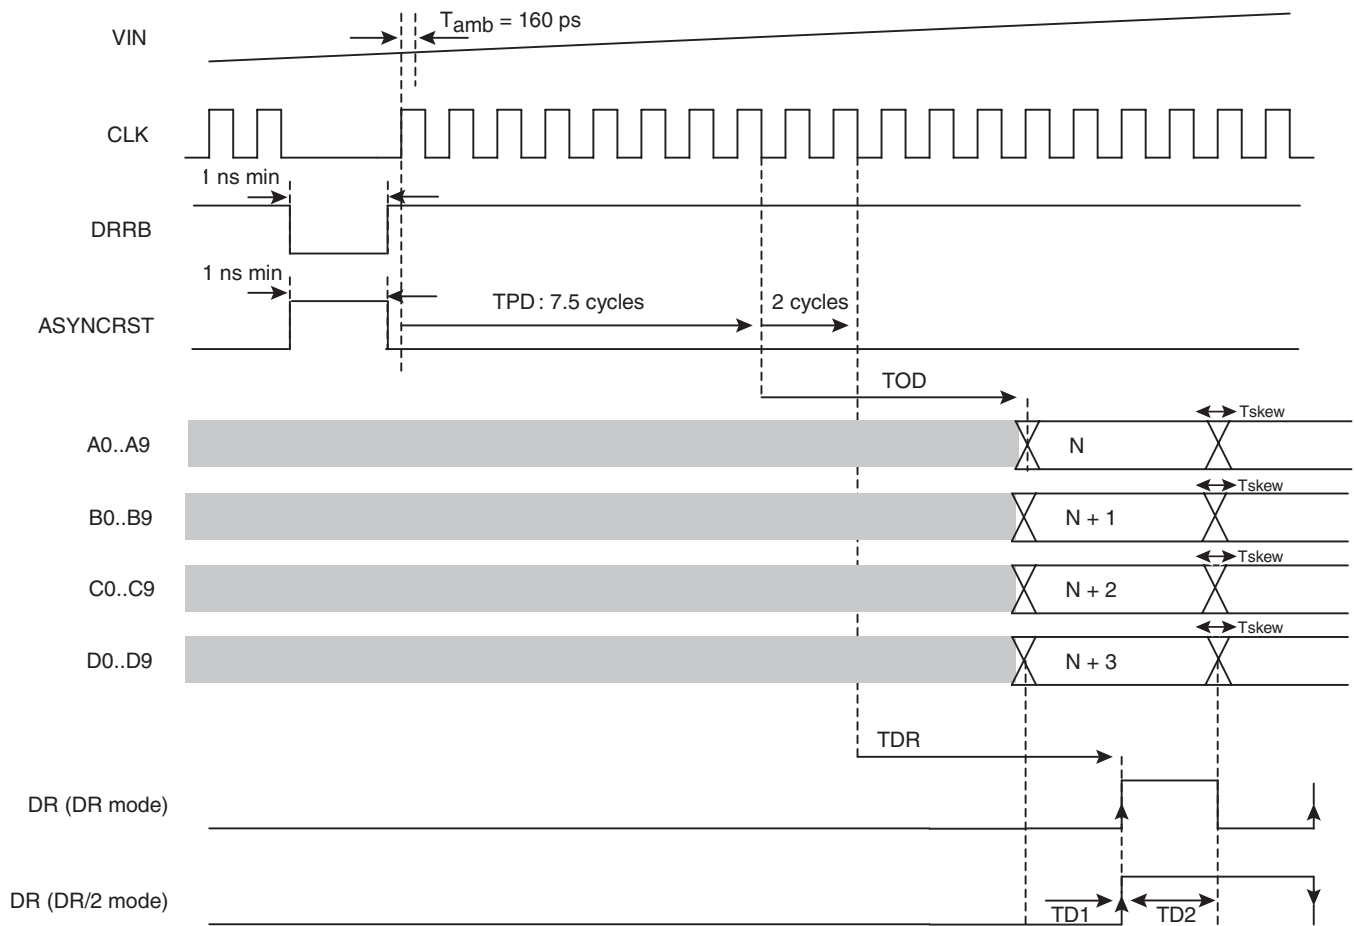 Tamb = 160 ps
VIN
CLK
1 ns min
DRRB
1 ns min
TPD : 7.5 cycles
2 cycles
ASYNCRST
TOD
Tskew
A0..A9
N
Tskew
B0..B9
N + 1
Tskew
C0..C9
N + 2
Tskew
D0..D9
N + 3
TDR
DR (DR mode)
DR (DR/2 mode)
TD1
TD2